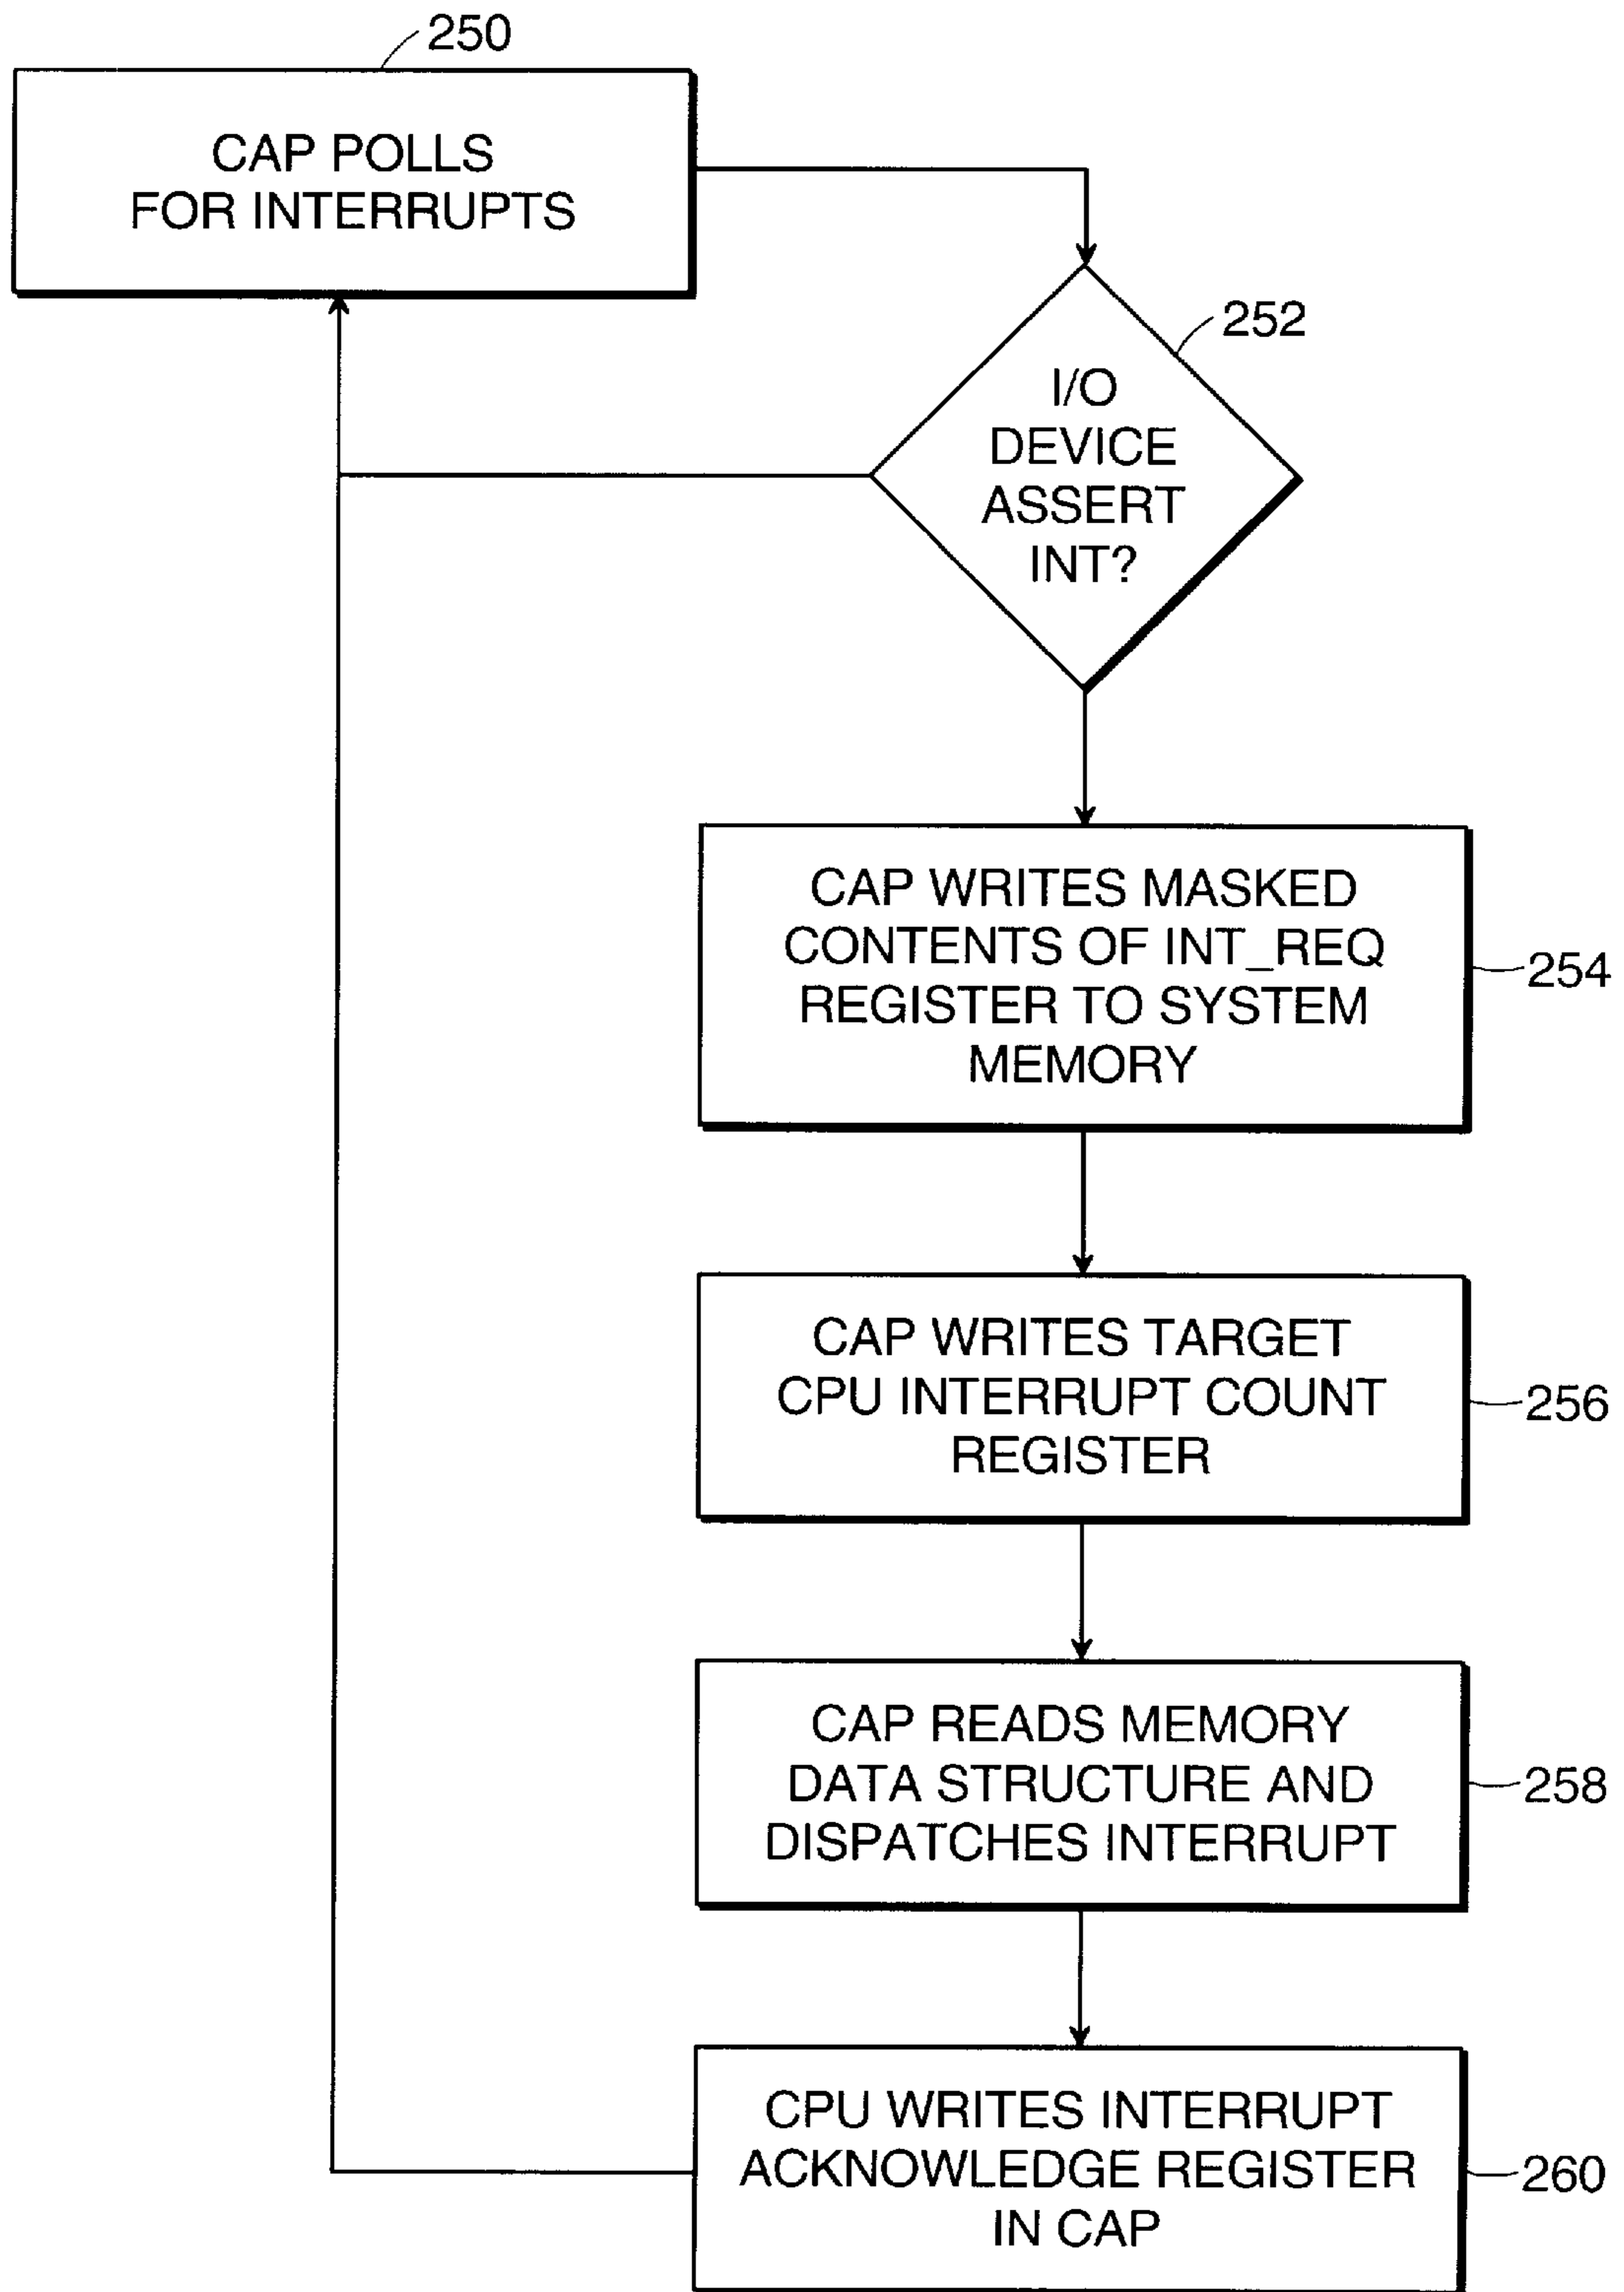 250
CAP POLLS
FOR INTERRUPTS
252
I/O
DEVICE
ASSERT
INT?
CAP WRITES MASKED
CONTENTS OF INT_REQ
REGISTER TO SYSTEM
MEMORY
254
CAP WRITES TARGET
CPU INTERRUPT COUNT
REGISTER
256
CAP READS MEMORY
DATA STRUCTURE AND
DISPATCHES INTERRUPT
258
CPU WRITES INTERRUPT
ACKNOWLEDGE REGISTER
IN CAP
260